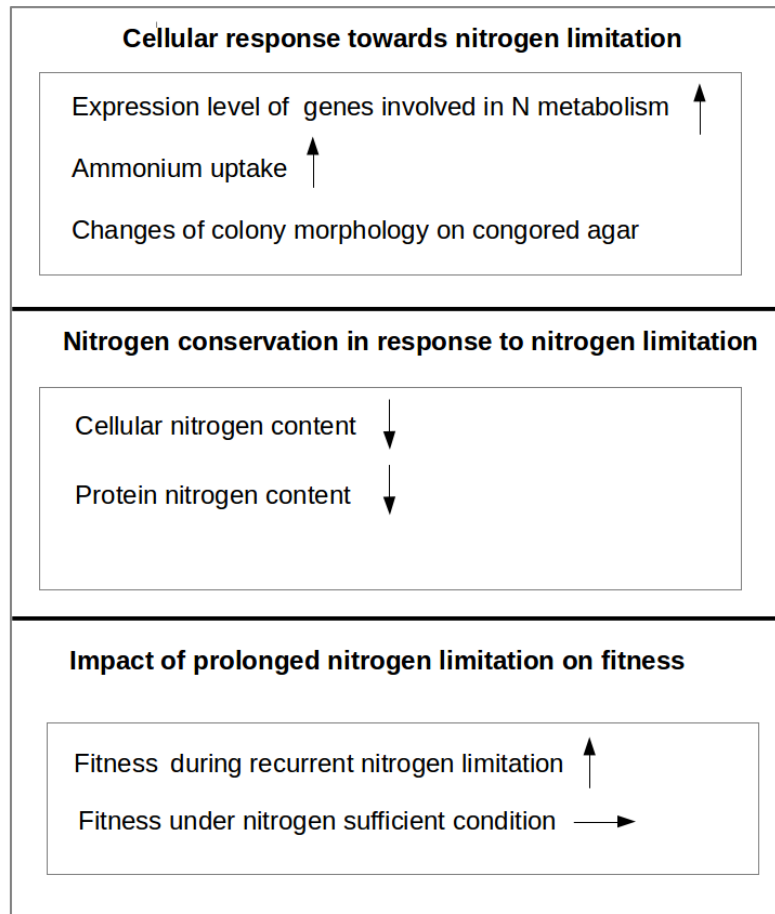 Cellular response towards nitrogen limitation
Expression level of genes involved in N metabolism
Ammonium uptake
Changes of colony morphology on congored agar
Nitrogen conservation in response to nitrogen limitation
Cellular nitrogen content
Protein nitrogen content
Impact of prolonged nitrogen limitation on fitness
Fitness during recurrent nitrogen limitation
Fitness under nitrogen sufficient condition